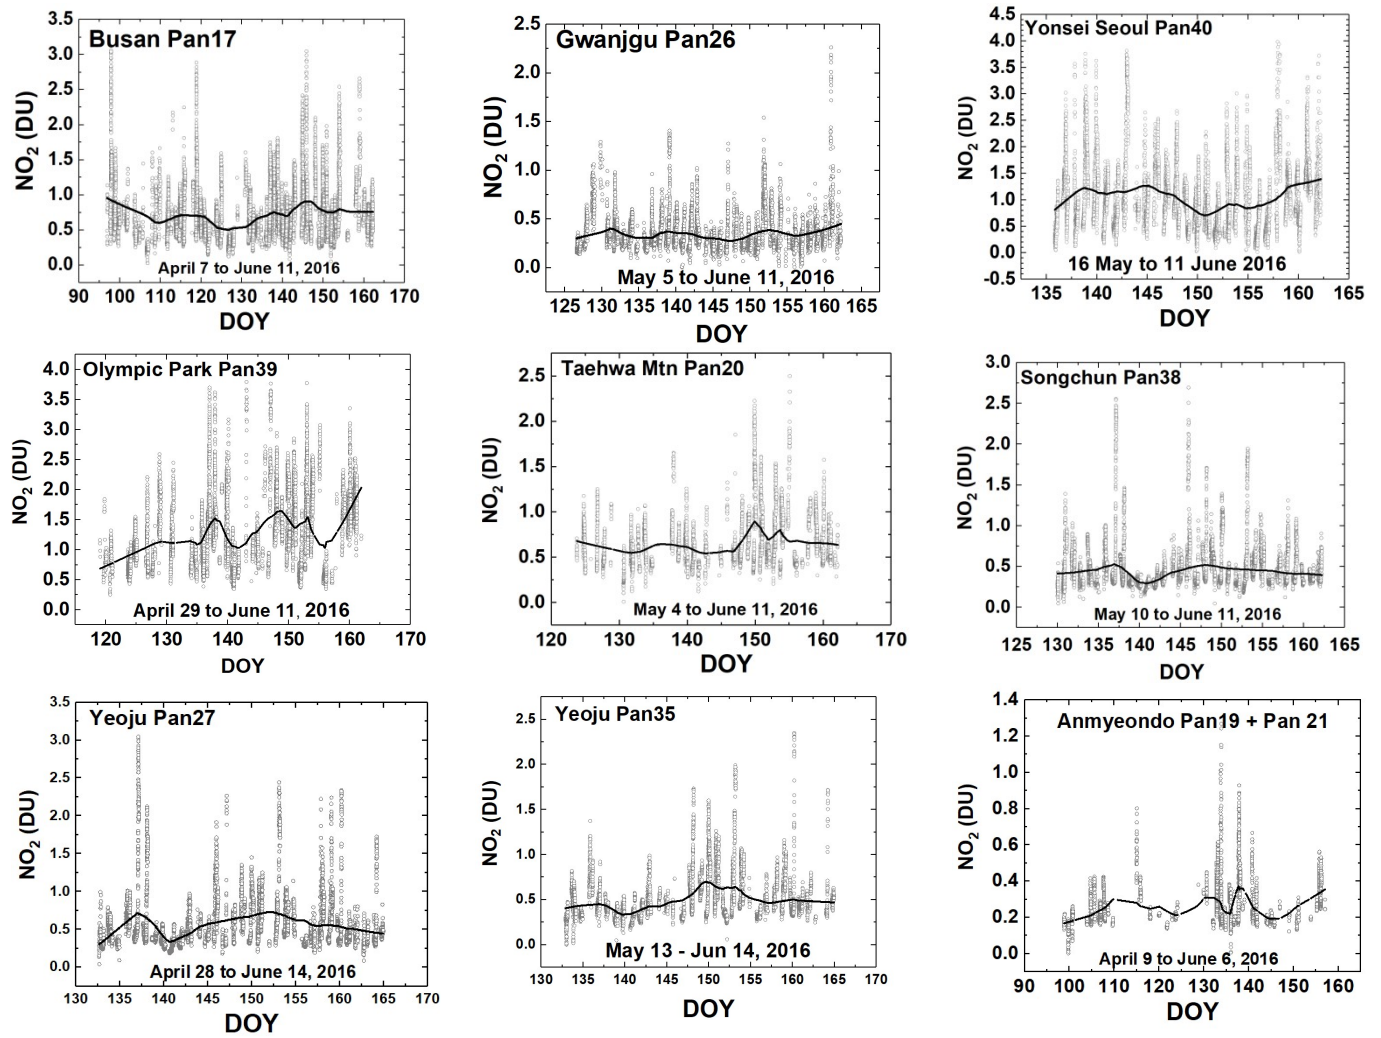 Busan Pan17
NO2 (DU)
3.5
3.0
2.5
2.0
1.5
1.0
0.5
0.0
April 7 to June 11, 2016
90 100 110 120 130 140 150 160 170
DOY
Gwanjgu Pan26
NO2 (DU)
2.5
2.0
1.5
1.0
0.5
0.0
May 5 to June 11, 2016
125 130 135 140 145 150 155 160 165
DOY
Yonsei Seoul Pan40
NO2 (DU)
4.5
4.0
3.5
3.0
2.5
2.0
1.5
1.0
0.5
0.0
-0.5
16 May to 11 June 2016
135 140 145 150 155 160 165
DOY
Olympic Park Pan39
NO2 (DU)
4.0
3.5
3.0
2.5
2.0
1.5
1.0
0.5
0.0
April 29 to June 11, 2016
120 130 140 150 160 170
DOY
Taehwa Mtn Pan20
NO2 (DU)
2.5
2.0
1.5
1.0
0.5
0.0
May 4 to June 11, 2016
120 130 140 150 160 170
DOY
Songchun Pan38
NO2 (DU)
3.0
2.5
2.0
1.5
1.0
0.5
0.0
May 10 to June 11, 2016
125 130 135 140 145 150 155 160 165
DOY
Yeoju Pan27
NO2 (DU)
3.5
3.0
2.5
2.0
1.5
1.0
0.5
0.0
April 28 to June 14, 2016
130 135 140 145 150 155 160 165 170
DOY
Yeoju Pan35
NO2 (DU)
2.5
2.0
1.5
1.0
0.5
0.0
May 13 - Jun 14, 2016
130 135 140 145 150 155 160 165 170
DOY
Anmyeondo Pan19 + Pan 21
NO2 (DU)
1.4
1.2
1.0
0.8
0.6
0.4
0.2
0.0
April 9 to June 6, 2016
90 100 110 120 130 140 150 160
DOY